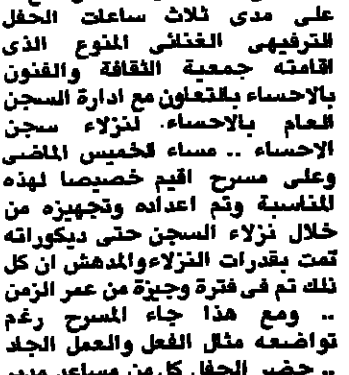 على مدى ثلاث ساعات الحفل
الترفيهى الغنائى المنوع الذى
اقامته جمعية الثقافة والفنون
بالاحساء بالتعاون مع ادارة السجن
العام بالاحساء. لنزلاء سجن
الاحساء .. مساء الخميس الماضى
وعلى مسرح اقيم خصيصا لهذه
المناسبة وتم اعداده وتجهيزه من
خلال نزلاء السجن حتى ديكوراته
تمت بقدرات النزلاء والمدهش ان كل
ذلك تم فى فترة وجيزة من عمر الزمن
.. ومع هذا جاء المسرح رغم
تواضعه مثال الفعل والعمل الجاد
.. حضر الحفل كل من مساعد مدير